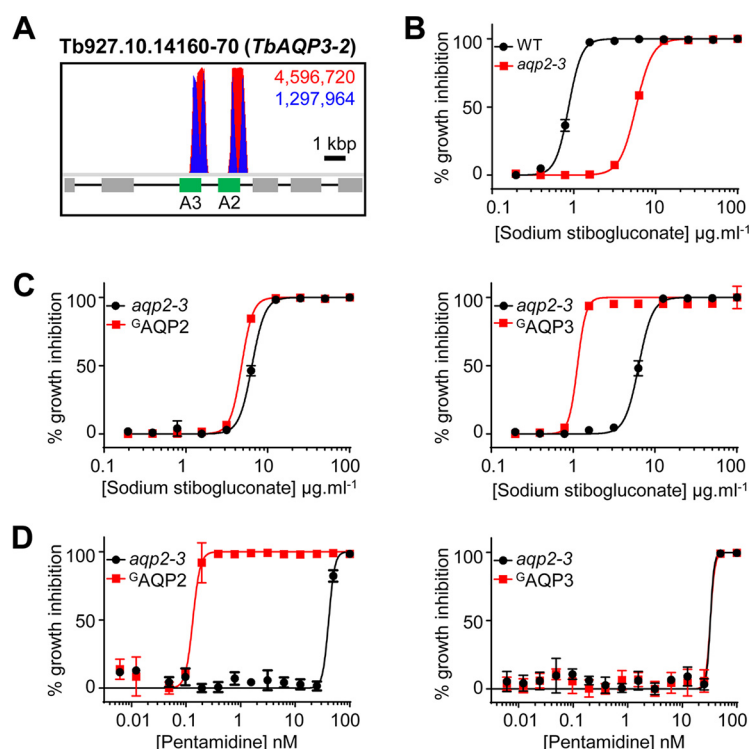 A
Tb927.10.14160-70 (TbAQP3-2)
4,596,720
1,297,964
1 kbp
A3 A2
B
% growth inhibition
100
50
0
WT
aqp2-3
0.1 1 10 100
[Sodium stibogluconate] µg.ml-1
C
% growth inhibition
100
50
0
aqp2-3
GAQP2
0.1 1 10 100
[Sodium stibogluconate] µg.ml-1
% growth inhibition
100
50
0
aqp2-3
GAQP3
0.1 1 10 100
[Sodium stibogluconate] µg.ml-1
D
% growth inhibition
100
50
0
aqp2-3
GAQP2
0.01 0.1 1 10 100
[Pentamidine] nM
% growth inhibition
100
50
0
aqp2-3
GAQP3
0.01 0.1 1 10 100
[Pentamidine] nM